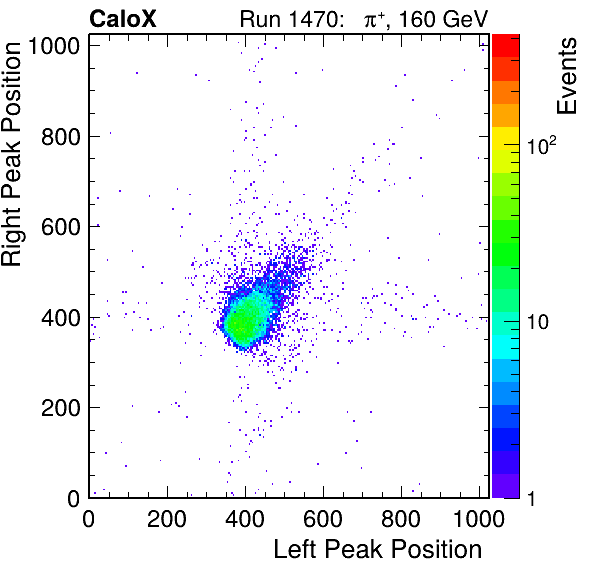 CaloX Run 1470: π⁺, 160 GeV
Events
Right Peak Position
1000
800
600
400
200
0
0 200 400 600 800 1000
Left Peak Position
10²
10
1